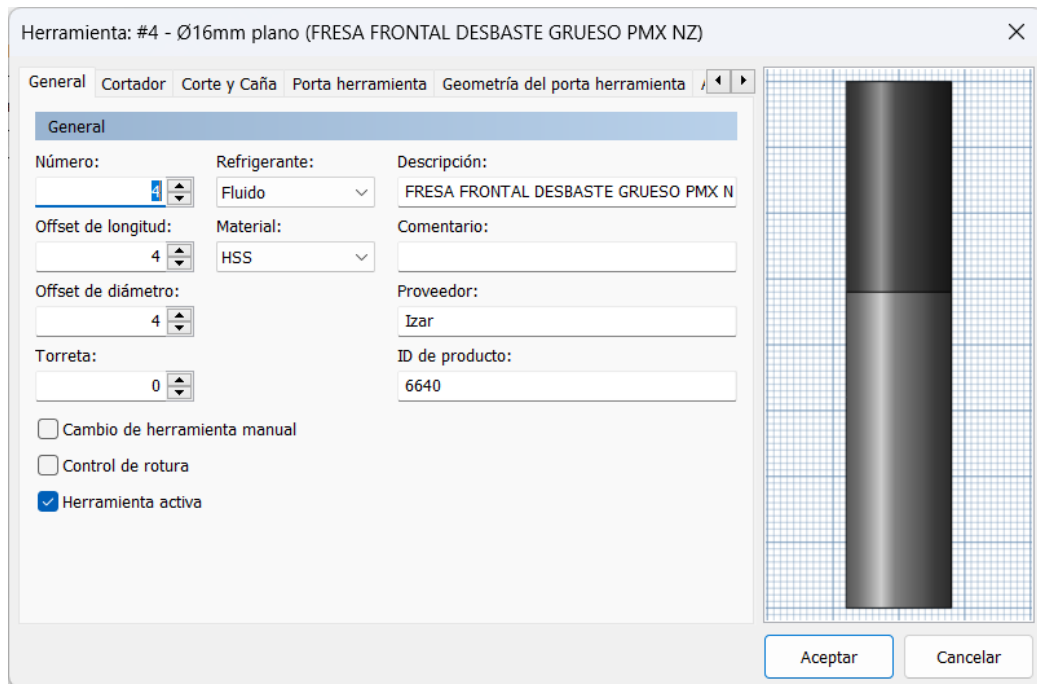 Herramienta: #4 - Ø16mm plano (FRESA FRONTAL DESBASTE GRUESO PMX NZ)
General Cortador Corte y Caña Porta herramienta Geometría del porta herramienta
General
Número: Refrigerante: Descripción:
4 Fluido FRESA FRONTAL DESBASTE GRUESO PMX N
Offset de longitud: Material: Comentario:
4 HSS
Offset de diámetro: Proveedor:
4 Izar
Torreta: ID de producto:
0 6640
Cambio de herramienta manual
Control de rotura
Herramienta activa
Aceptar Cancelar